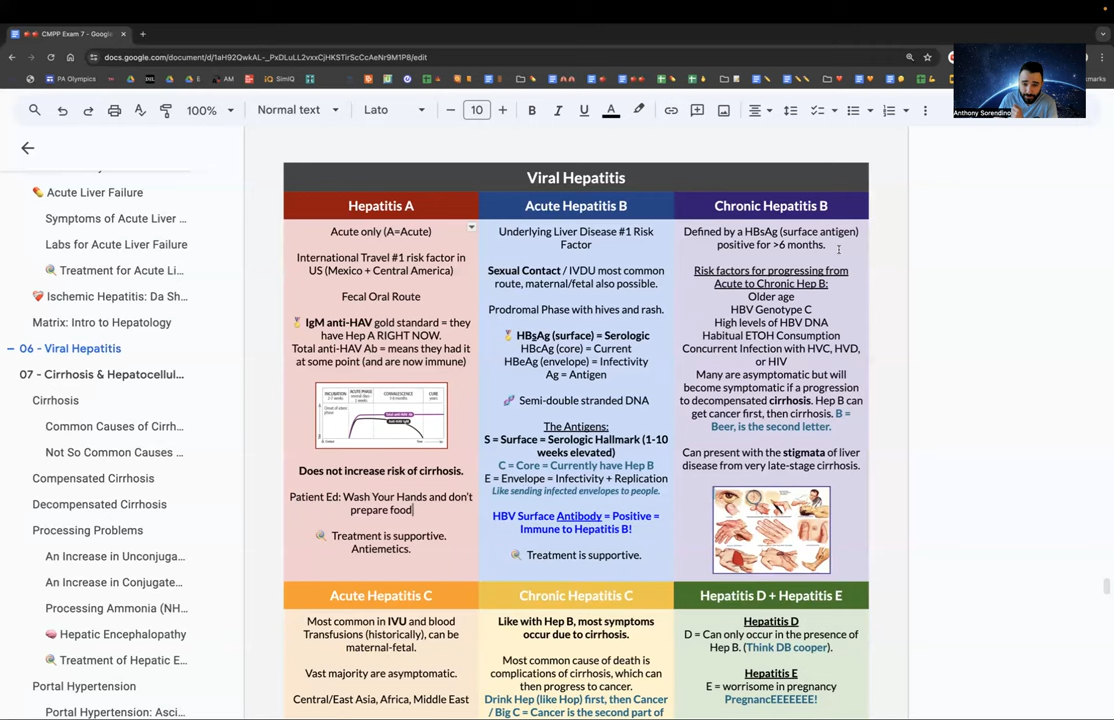 CMPP Exam 7 - Google Docs
docs.google.com/document/d/1aH92QwkAL-_PxDLuLL2vxxCjHKSTirScCcAeNr9M1P8/edit
PA Olympics
AM
iQ SimIQ
100%
Normal text
Lato
10
Anthony Sorendino
Acute Liver Failure
Symptoms of Acute Liver ...
Labs for Acute Liver Failure
Treatment for Acute Li...
Ischemic Hepatitis: Da Sh...
Matrix: Intro to Hepatology
06 - Viral Hepatitis
07 - Cirrhosis & Hepatocellul...
Cirrhosis
Common Causes of Cirrh...
Not So Common Causes ...
Compensated Cirrhosis
Decompensated Cirrhosis
Processing Problems
An Increase in Unconjuga...
An Increase in Conjugate...
Processing Ammonia (NH...
Hepatic Encephalopathy
Treatment of Hepatic E...
Portal Hypertension
Portal Hypertension: Asci...
Viral Hepatitis
Hepatitis A
Acute only (A=Acute)
International Travel #1 risk factor in
US (Mexico + Central America)
Fecal Oral Route
IgM anti-HAV gold standard = they
have Hep A RIGHT NOW.
Total anti-HAV Ab = means they had it
at some point (and are now immune)
INCUBATION
ACUTE PHASE
CONVALESCENCE
CURE
Does not increase risk of cirrhosis.
Patient Ed: Wash Your Hands and don't
prepare food
Treatment is supportive.
Antiemetics.
Acute Hepatitis B
Underlying Liver Disease #1 Risk
Factor
Sexual Contact / IVDU most common
route, maternal/fetal also possible.
Prodromal Phase with hives and rash.
HBsAg (surface) = Serologic
HBcAg (core) = Current
HBeAg (envelope) = Infectivity
Ag = Antigen
Semi-double stranded DNA
The Antigens:
S = Surface = Serologic Hallmark (1-10
weeks elevated)
C = Core = Currently have Hep B
E = Envelope = Infectivity + Replication
Like sending infected envelopes to people.
HBV Surface Antibody = Positive =
Immune to Hepatitis B!
Treatment is supportive.
Chronic Hepatitis B
Defined by a HBsAg (surface antigen)
positive for >6 months.
Risk factors for progressing from
Acute to Chronic Hep B:
Older age
HBV Genotype C
High levels of HBV DNA
Habitual ETOH Consumption
Concurrent Infection with HVC, HVD,
or HIV
Many are asymptomatic but will
become symptomatic if a progression
to decompensated cirrhosis. Hep B can
get cancer first, then cirrhosis. B =
Beer, is the second letter.
Can present with the stigmata of liver
disease from very late-stage cirrhosis.
Acute Hepatitis C
Most common in IVU and blood
Transfusions (historically), can be
maternal-fetal.
Vast majority are asymptomatic.
Central/East Asia, Africa, Middle East
Chronic Hepatitis C
Like with Hep B, most symptoms
occur due to cirrhosis.
Most common cause of death is
complications of cirrhosis, which can
then progress to cancer.
Drink Hep (like Hop) first, then Cancer
/ Big C = Cancer is the second part of
Hepatitis D + Hepatitis E
Hepatitis D
D = Can only occur in the presence of
Hep B. (Think DB cooper).
Hepatitis E
E = worrisome in pregnancy
PregnancEEEEEEE!